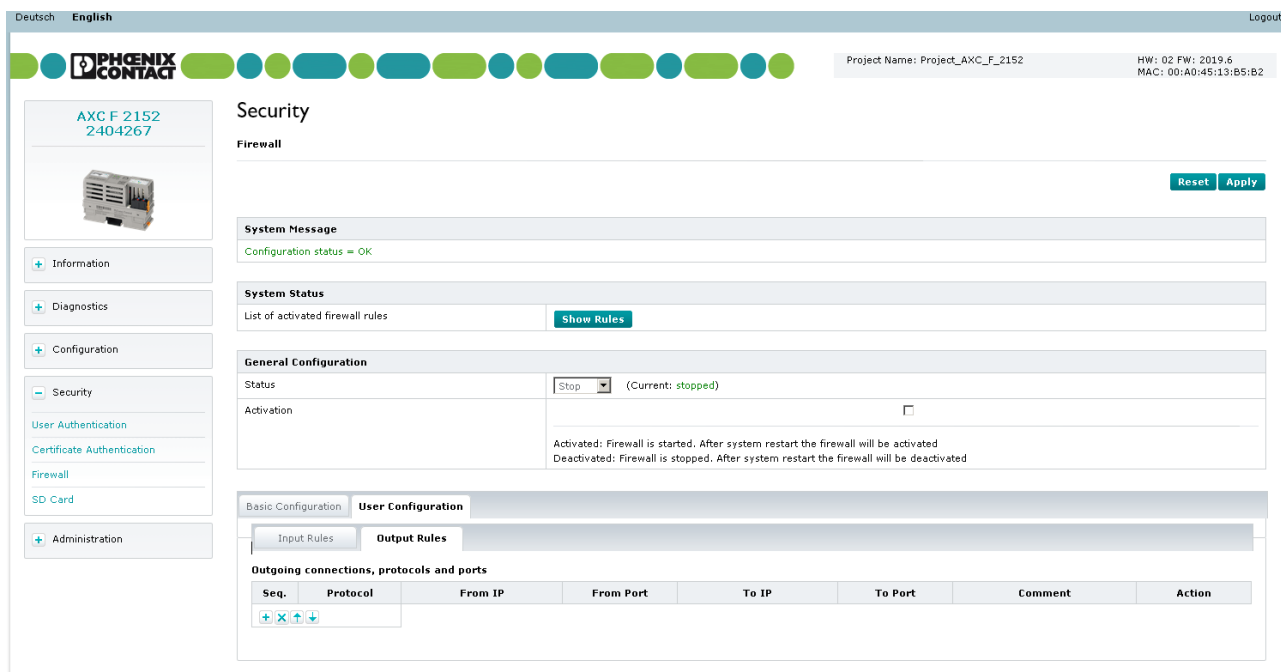 Deutsch English Logout
PHŒNIX CONTACT
Project Name: Project_AXC_F_2152
HW: 02 FW: 2019.6
MAC: 00:A0:45:13:B5:B2
AXC F 2152
2404267
Information
Diagnostics
Configuration
Security
User Authentication
Certificate Authentication
Firewall
SD Card
Administration
Security
Firewall
Reset Apply
System Message
Configuration status = OK
System Status
List of activated firewall rules Show Rules
General Configuration
Status Stop (Current: stopped)
Activation
Activated: Firewall is started. After system restart the firewall will be activated
Deactivated: Firewall is stopped. After system restart the firewall will be deactivated
Basic Configuration User Configuration
Input Rules Output Rules
Outgoing connections, protocols and ports
Seq. Protocol From IP From Port To IP To Port Comment Action